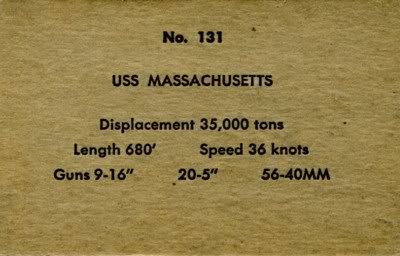 No. 131
USS MASSACHUSETTS
Displacement 35,000 tons
Length 680′ Speed 36 knots
Guns 9-16″ 20-5″ 56-40MM